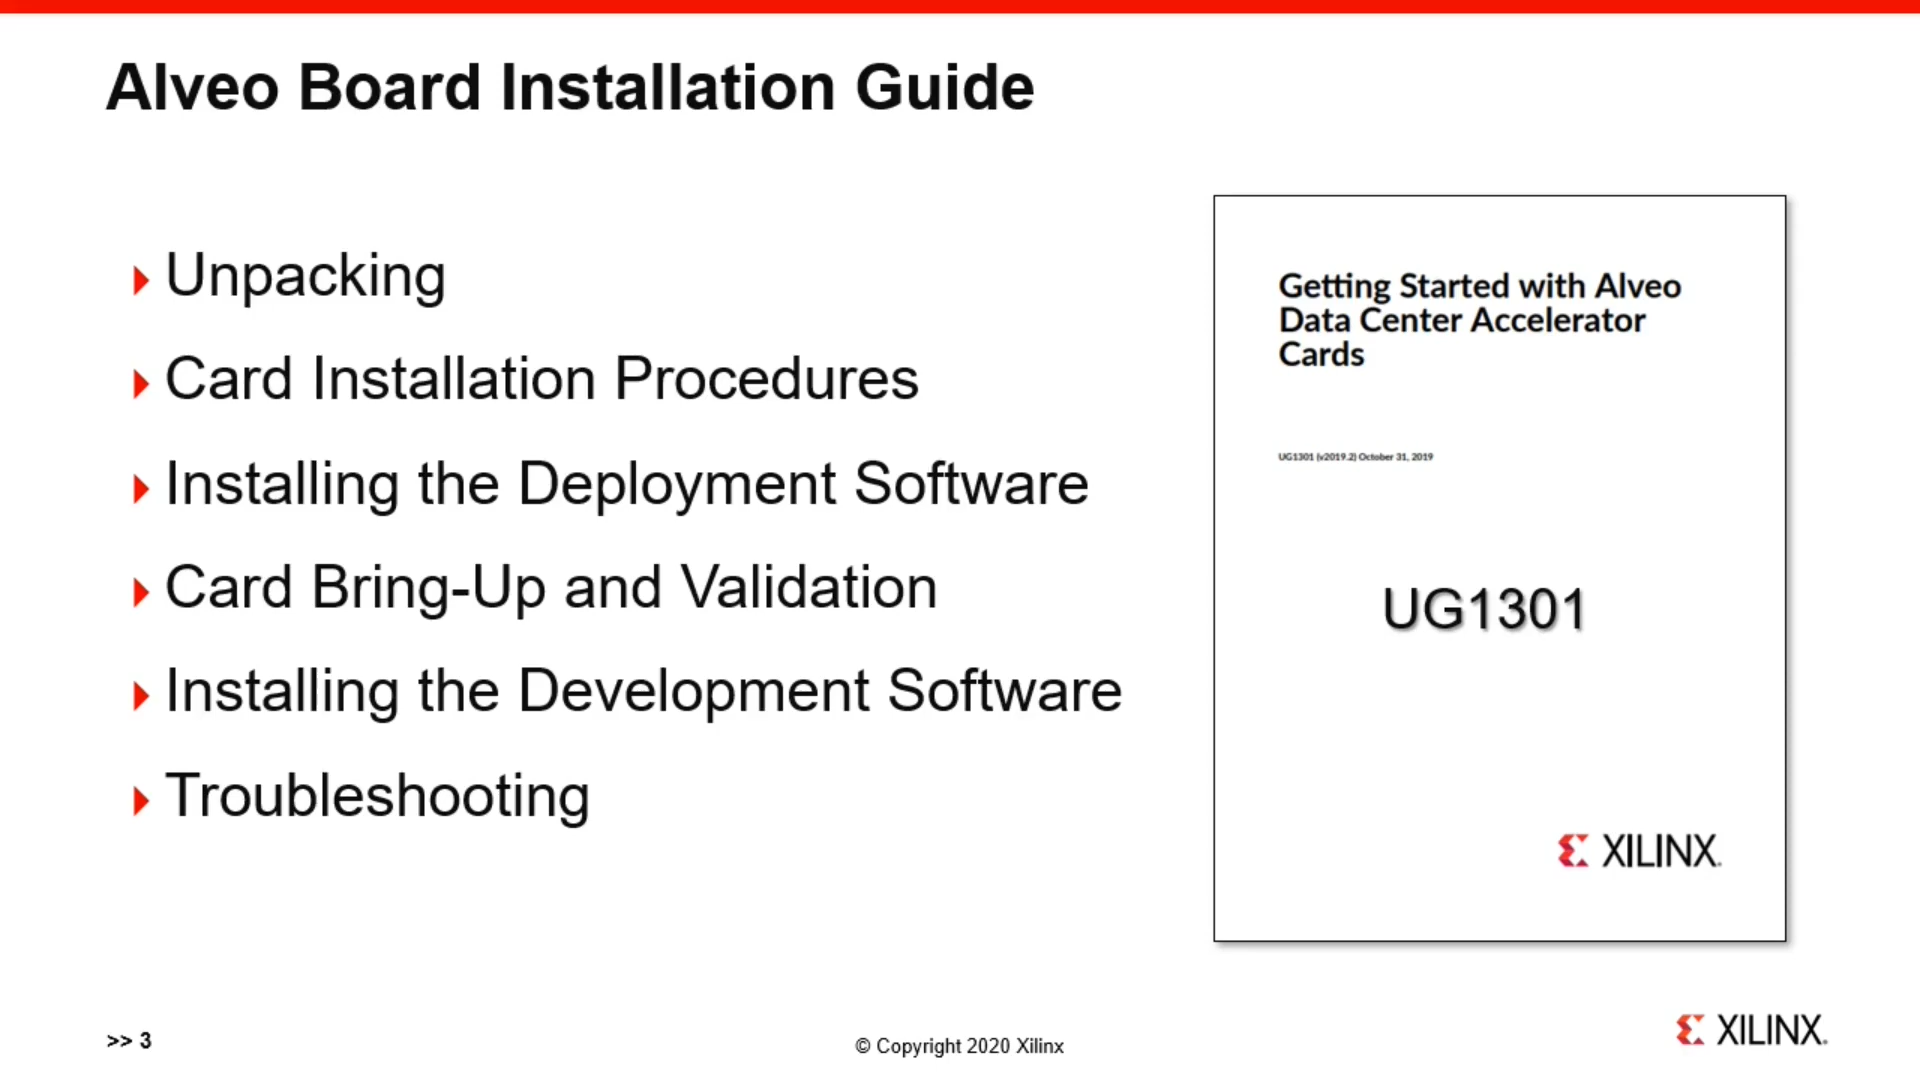 Alveo Board Installation Guide
Unpacking
Card Installation Procedures
Installing the Deployment Software
Card Bring-Up and Validation
Installing the Development Software
Troubleshooting
Getting Started with Alveo
Data Center Accelerator
Cards
UG1301 (v2019.2) October 31, 2019
UG1301
XILINX.
>> 3
© Copyright 2020 Xilinx
XILINX.